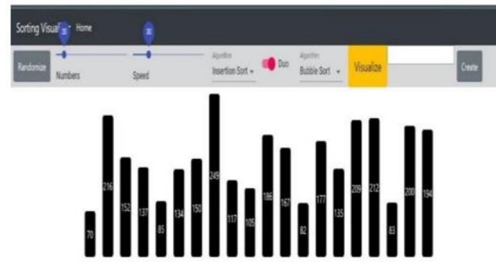 Sorting Visualizer Home
Randomize
Numbers
Speed
Algorithm
Insertion Sort
Duo
Algorithm
Bubble Sort
Visualize
Create
70
216
152
137
85
134
150
249
117
105
186
167
82
177
135
209
212
83
200
194